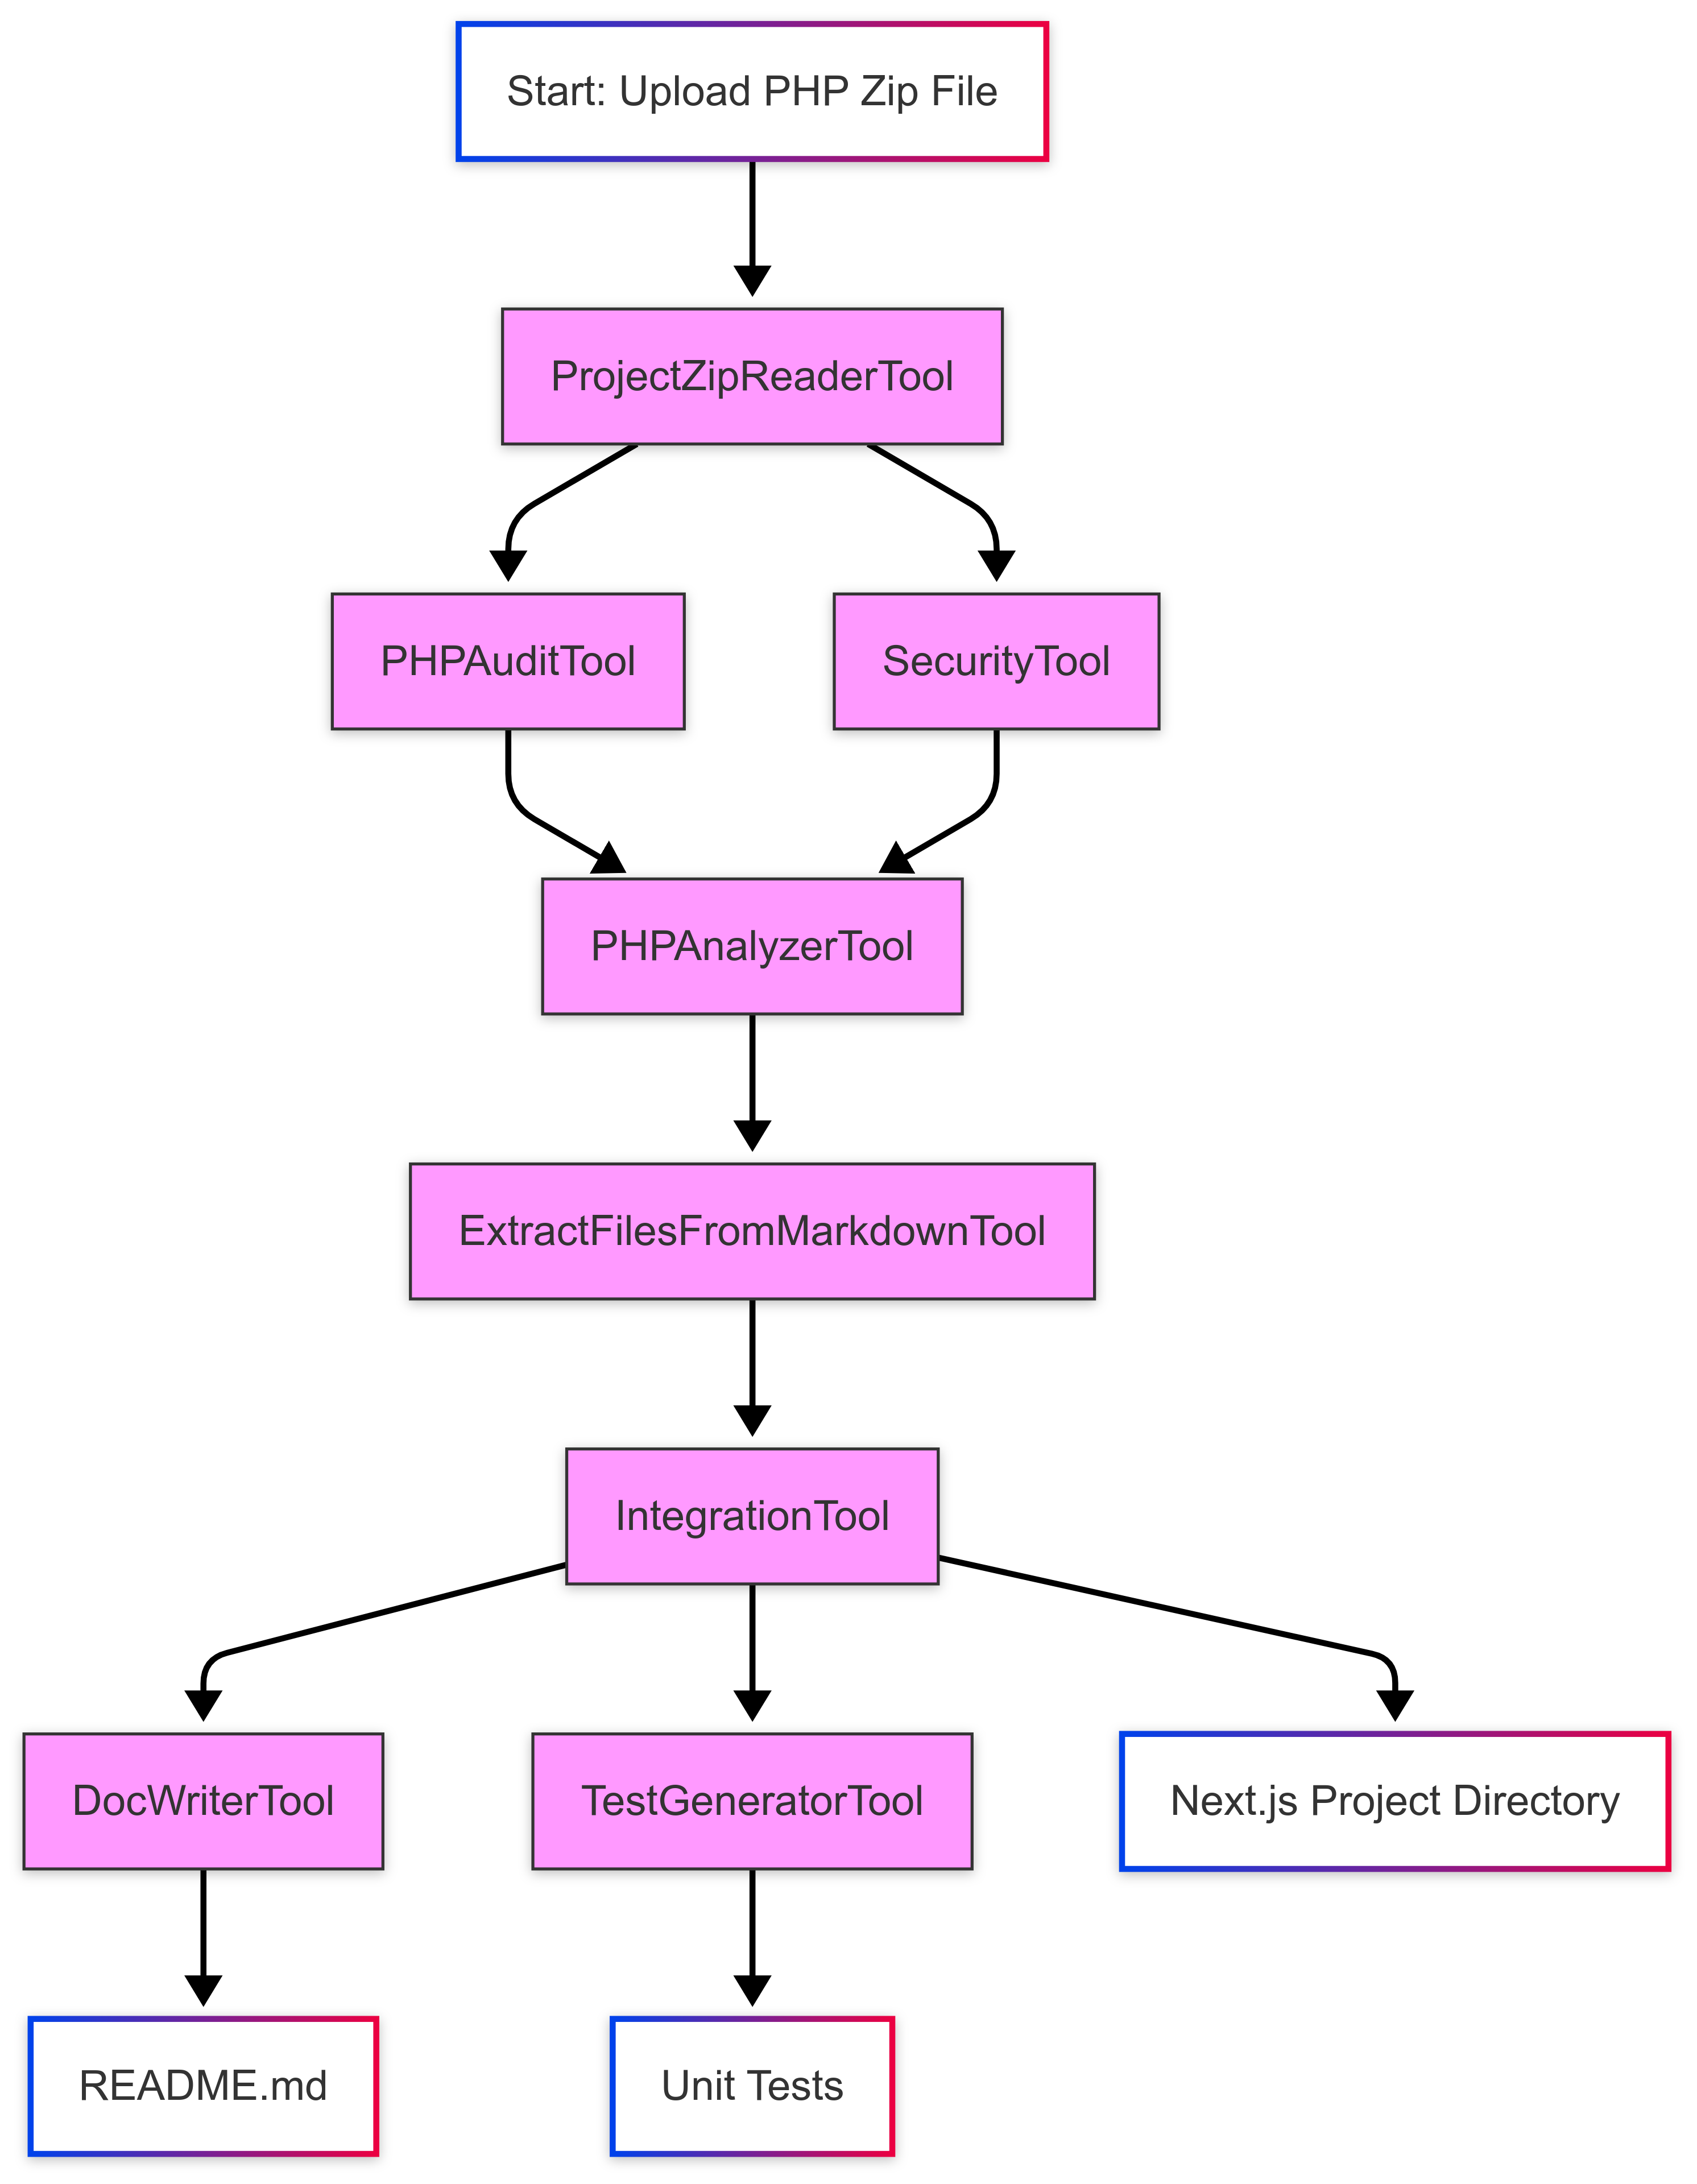 Start: Upload PHP Zip File
ProjectZipReaderTool
PHPAuditTool
SecurityTool
PHPAnalyzerTool
ExtractFilesFromMarkdownTool
IntegrationTool
DocWriterTool
TestGeneratorTool
Next.js Project Directory
README.md
Unit Tests